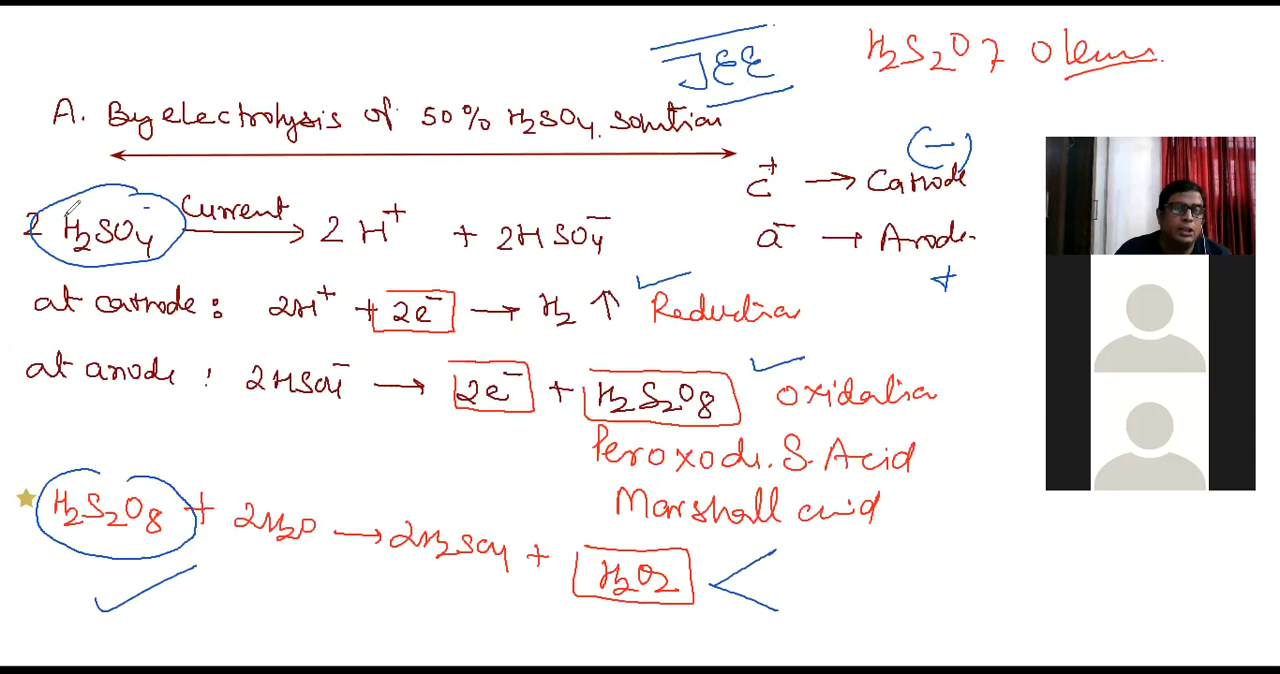 JEE
H2S2O7 Oleum.
A. By electrolysis of 50% H2SO4 solution
(-)
c+ → Cathode
2 H2SO4 Current → 2 H+ + 2HSO4-
a- → Anode.
+
at cathode : 2H+ + 2e- → H2 ↑ Reduction
at anode : 2HSO4- → 2e- + H2S2O8 Oxidation
Peroxodi. S. Acid
Marshall acid
H2S2O8 + 2H2O → 2H2SO4 + H2O2